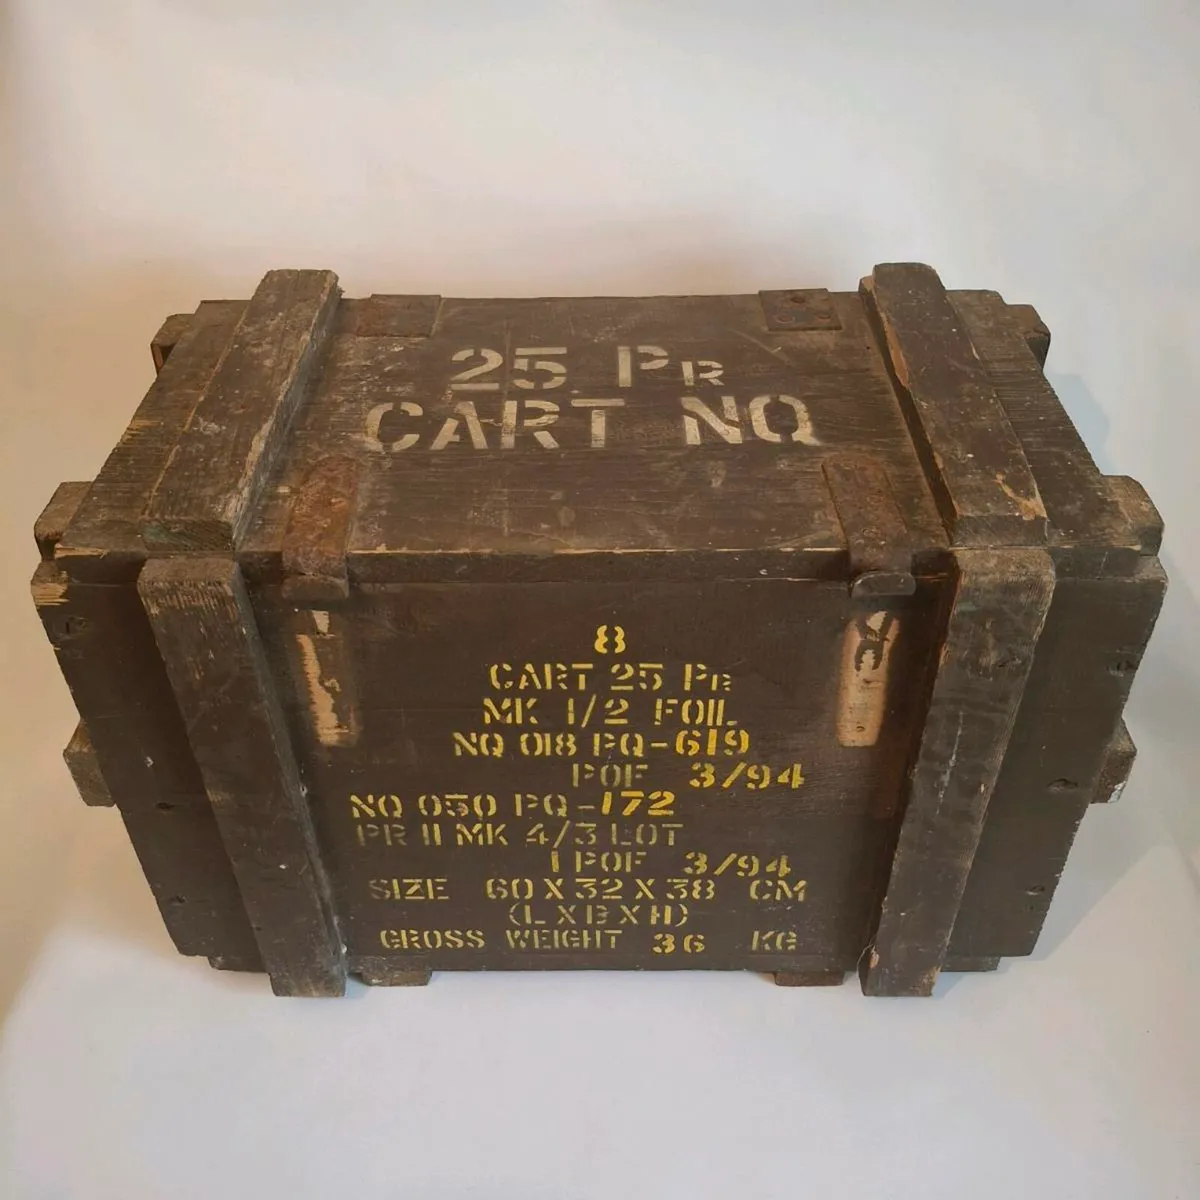 25 PR
CART NQ
8
CART 25 PR
MK 1/2 FOIL
NQ 018 PQ-619
POF 3/94
NQ 050 PQ-172
PR II MK 4/3 LOT
1 POF 3/94
SIZE 60 X 32 X 38 CM
(L X B X H)
GROSS WEIGHT 36 KG